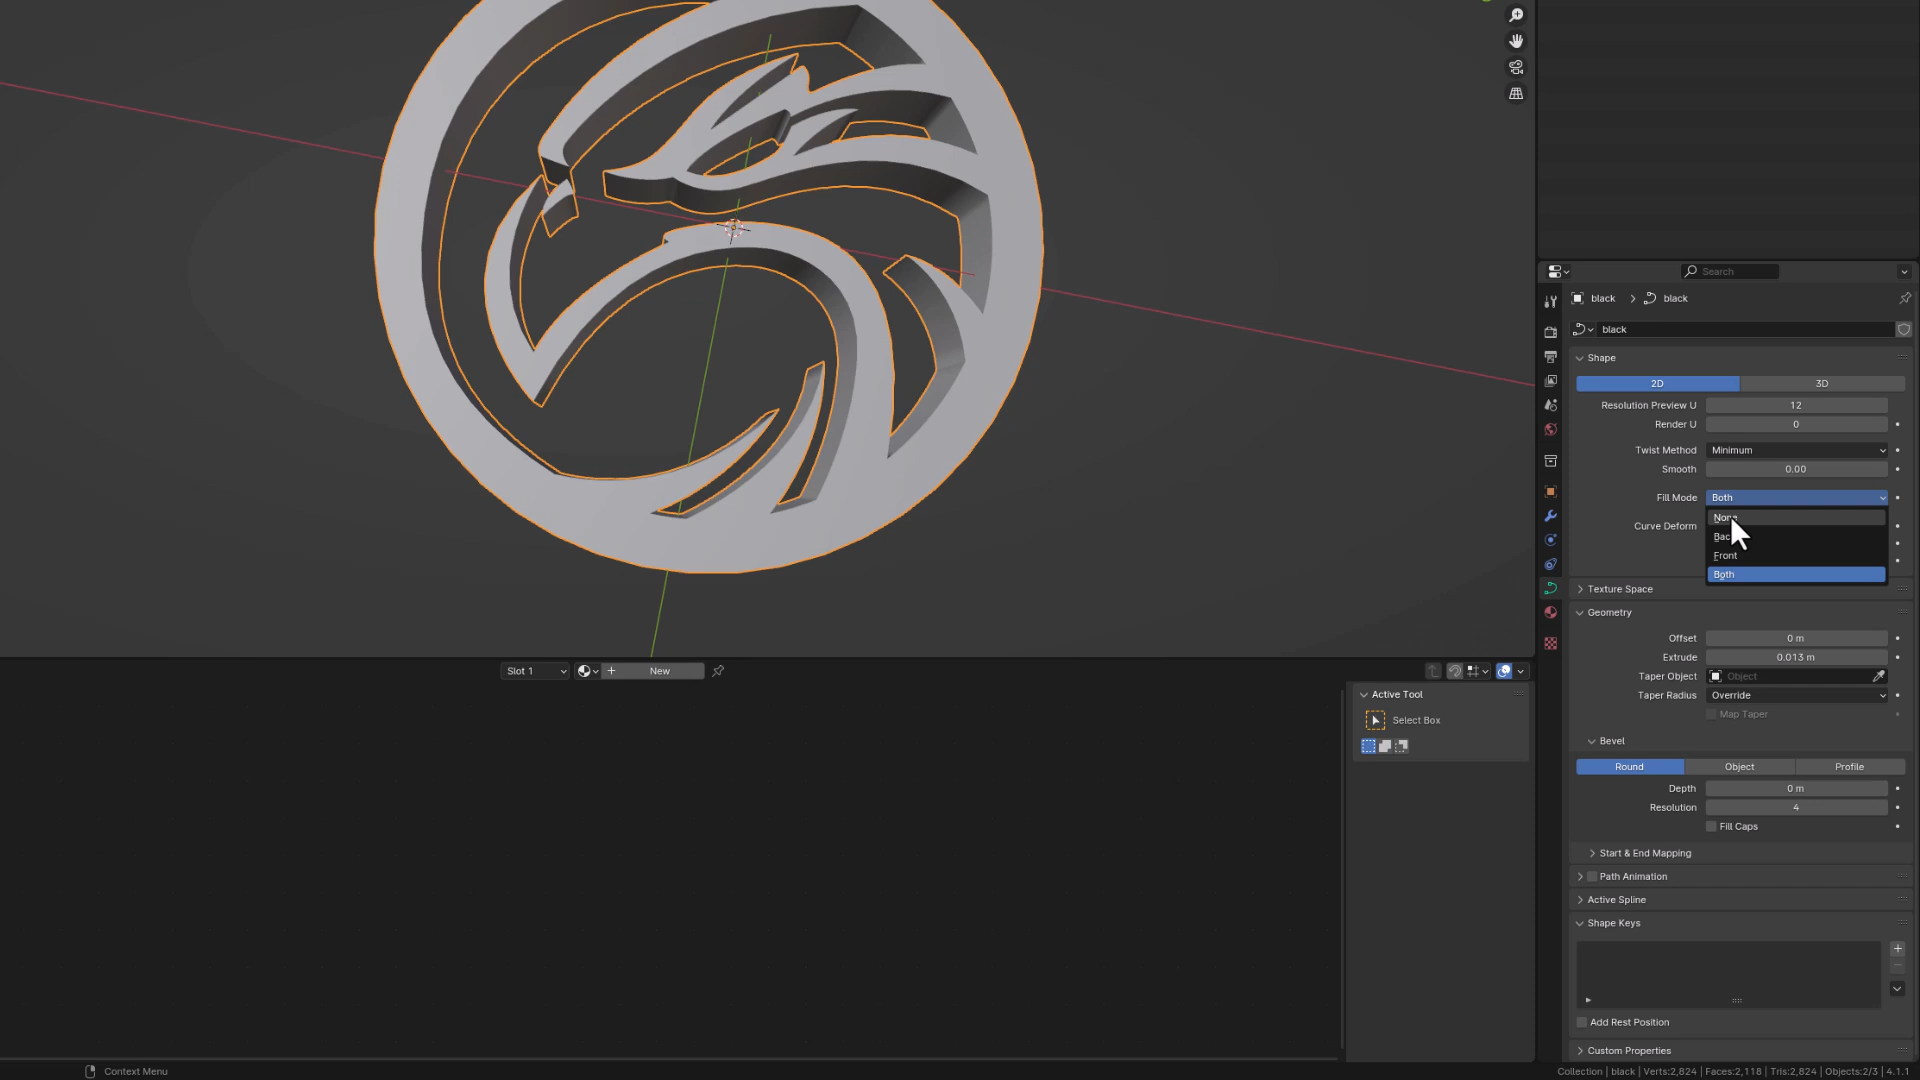 Search
black
black
black
Shape
2D
3D
Resolution Preview U
12
Render U
0
Twist Method
Minimum
Smooth
0.00
Fill Mode
Both
None
Curve Deform
Front
Both
Texture Space
Geometry
Offset
0 m
Extrude
0.013 m
Taper Object
Object
Taper Radius
Override
Map Taper
Bevel
Round
Object
Profile
Depth
0 m
Resolution
4
Fill Caps
Start & End Mapping
Path Animation
Active Spline
Shape Keys
Add Rest Position
Custom Properties
Slot 1
New
Active Tool
Select Box
Context Menu
Collection | black | Verts:2,824 | Faces:2,118 | Tris:2,824 | Objects:2/3 | 4.1.1